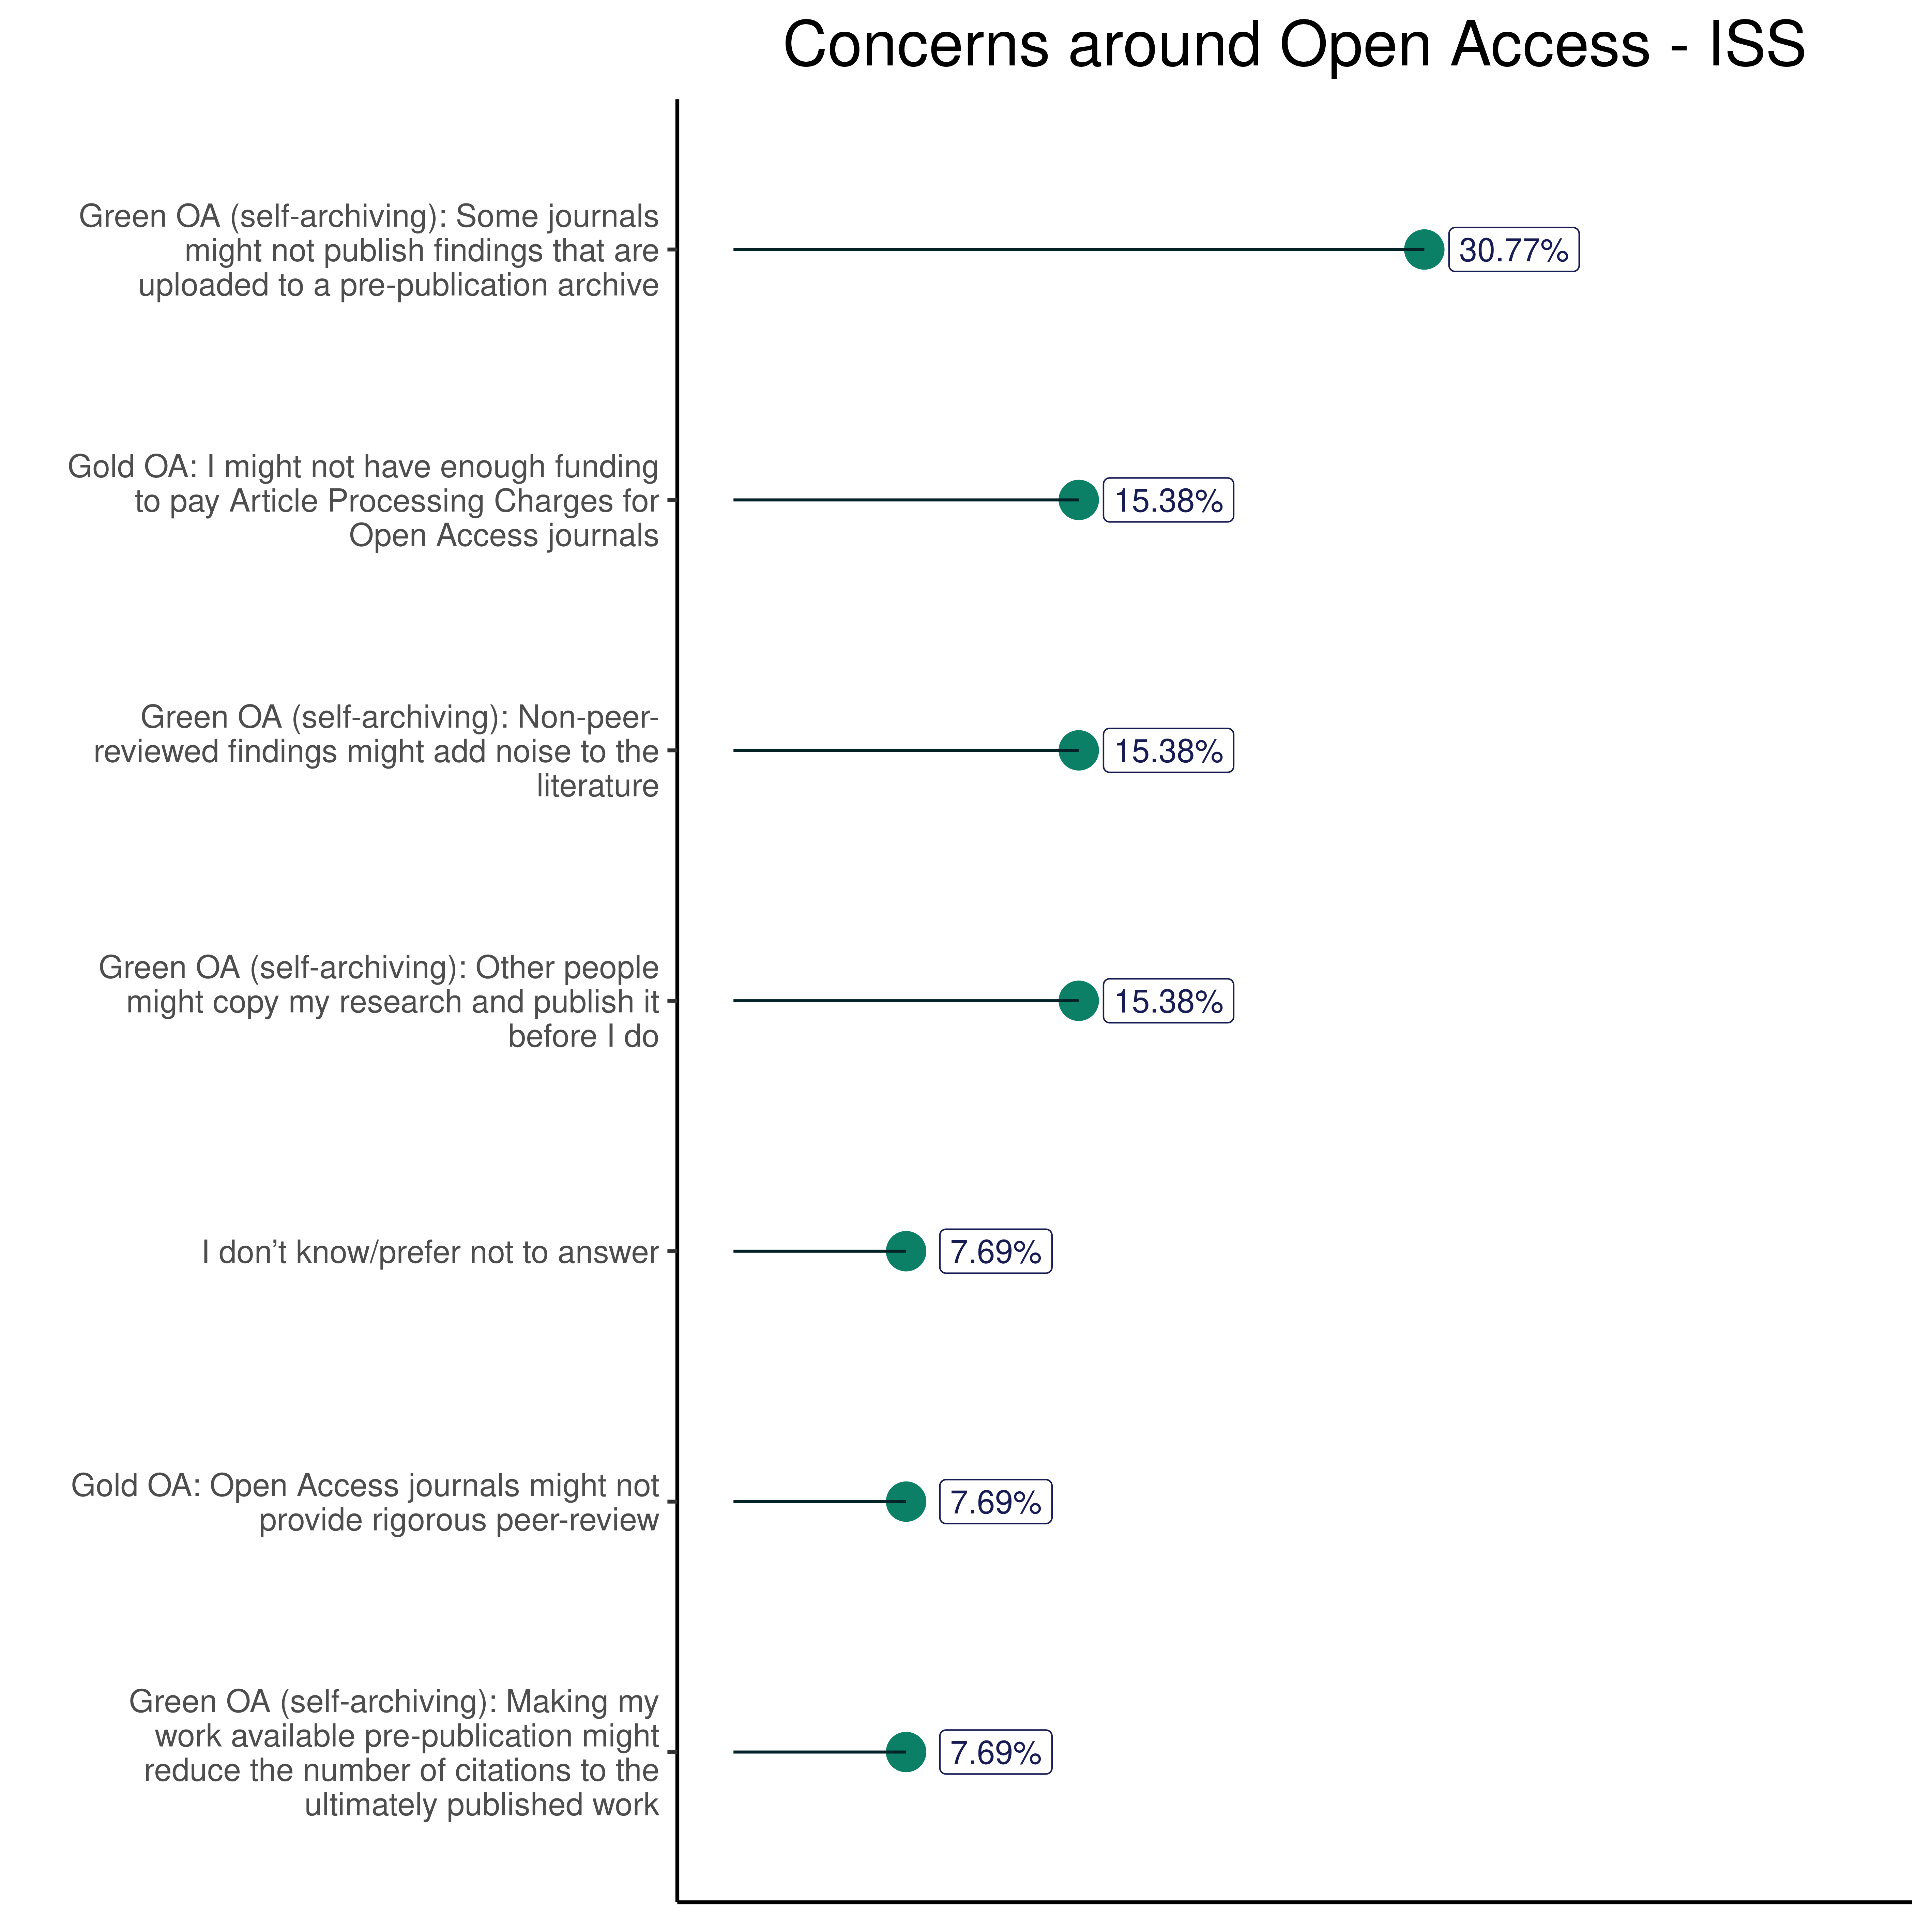 Concerns around Open Access - ISS
Green OA (self-archiving): Some journals
might not publish findings that are
uploaded to a pre-publication archive
30.77%
Gold OA: I might not have enough funding
to pay Article Processing Charges for
Open Access journals
15.38%
Green OA (self-archiving): Non-peer-
reviewed findings might add noise to the
literature
15.38%
Green OA (self-archiving): Other people
might copy my research and publish it
before I do
15.38%
I don’t know/prefer not to answer
7.69%
Gold OA: Open Access journals might not
provide rigorous peer-review
7.69%
Green OA (self-archiving): Making my
work available pre-publication might
reduce the number of citations to the
ultimately published work
7.69%